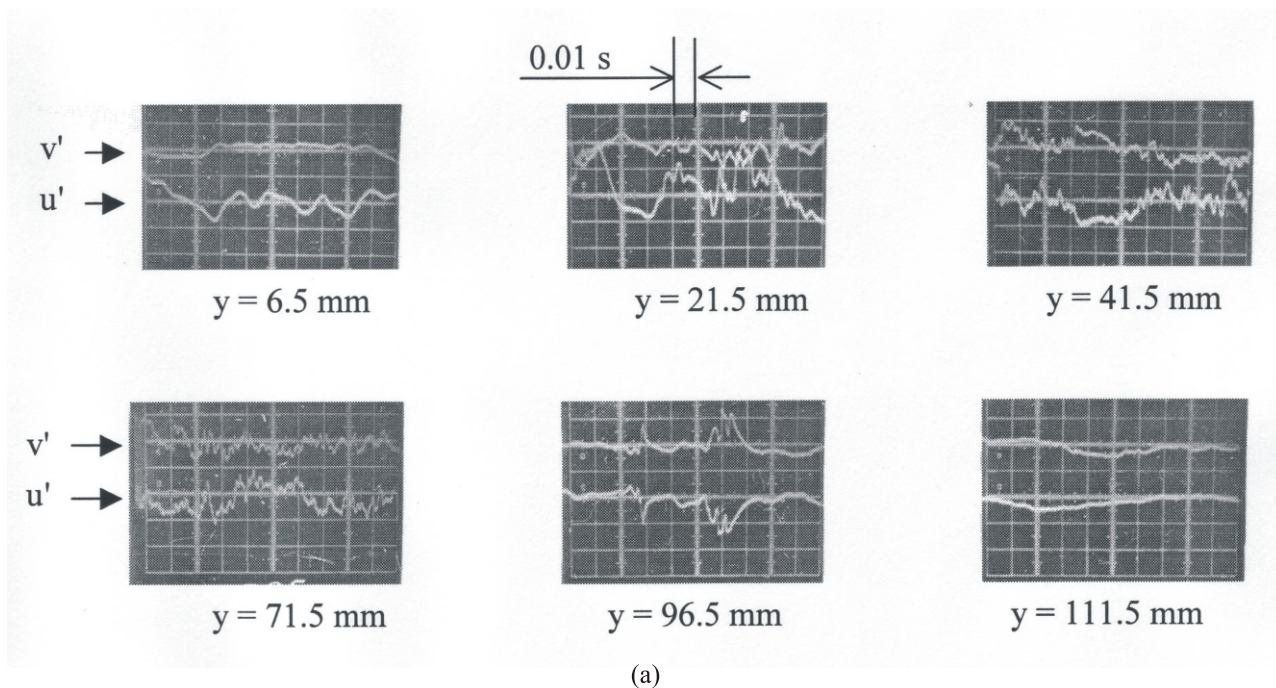 0.01 s
v'
u'
y = 6.5 mm
y = 21.5 mm
y = 41.5 mm
v'
u'
y = 71.5 mm
y = 96.5 mm
y = 111.5 mm
(a)